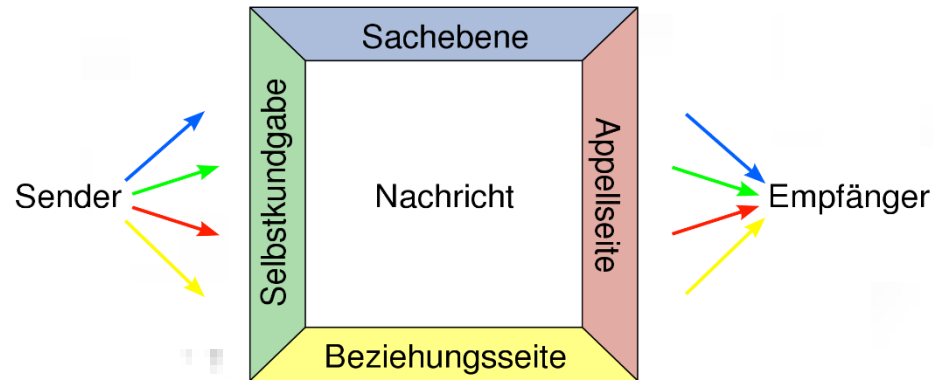 Sachebene
Selbstkundgabe
Appellseite
Sender
Nachricht
Empfänger
Beziehungsseite